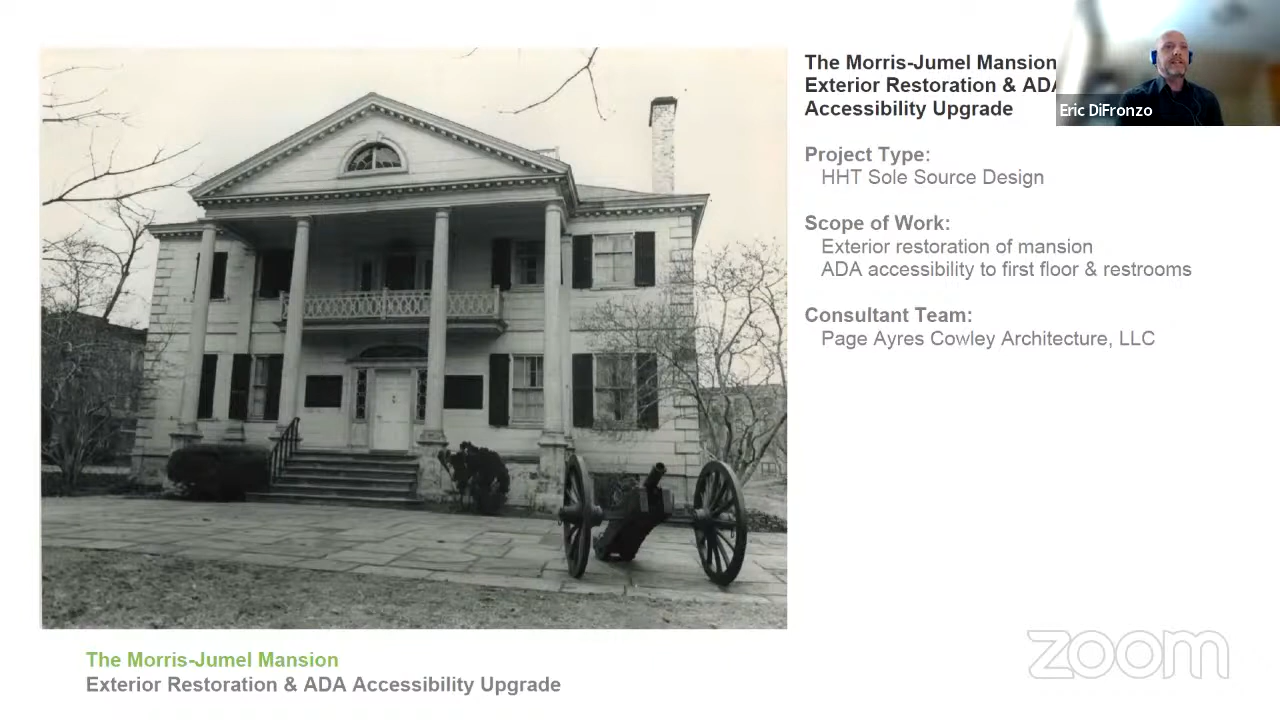 The Morris-Jumel Mansion
Exterior Restoration & ADA
Accessibility Upgrade
Project Type:
HHT Sole Source Design
Scope of Work:
Exterior restoration of mansion
ADA accessibility to first floor & restrooms
Consultant Team:
Page Ayres Cowley Architecture, LLC
Eric DiFronzo
The Morris-Jumel Mansion
Exterior Restoration & ADA Accessibility Upgrade
zoom